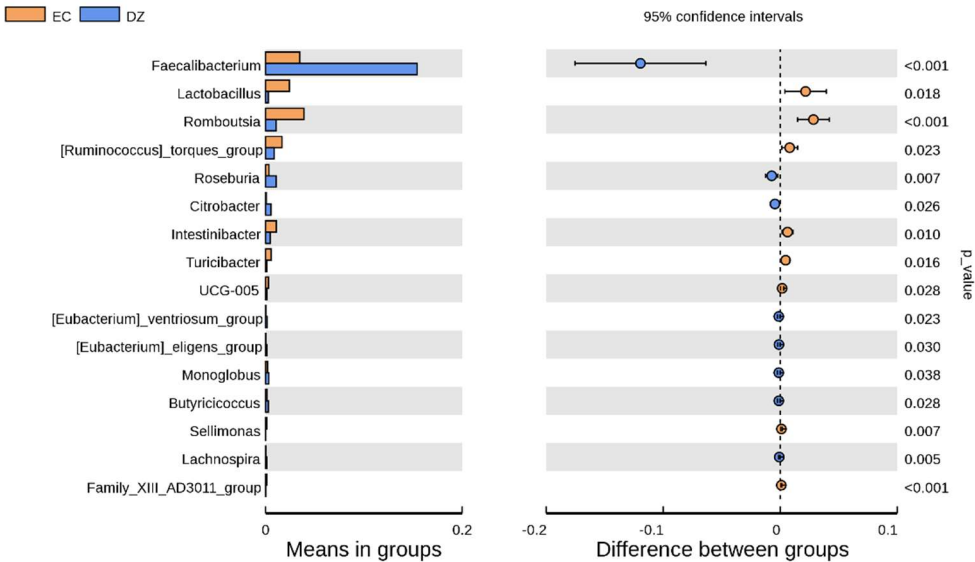 EC DZ
95% confidence intervals
Faecalibacterium <0.001
Lactobacillus 0.018
Romboutsia <0.001
[Ruminococcus]_torques_group 0.023
Roseburia 0.007
Citrobacter 0.026
Intestinibacter 0.010
Turicibacter 0.016
UCG-005 0.028
[Eubacterium]_ventriosum_group 0.023
[Eubacterium]_eligens_group 0.030
Monoglobus 0.038
Butyricicoccus 0.028
Sellimonas 0.007
Lachnospira 0.005
Family_XIII_AD3011_group <0.001
p_value
0 0.2 -0.2 -0.1 0 0.1
Means in groups Difference between groups